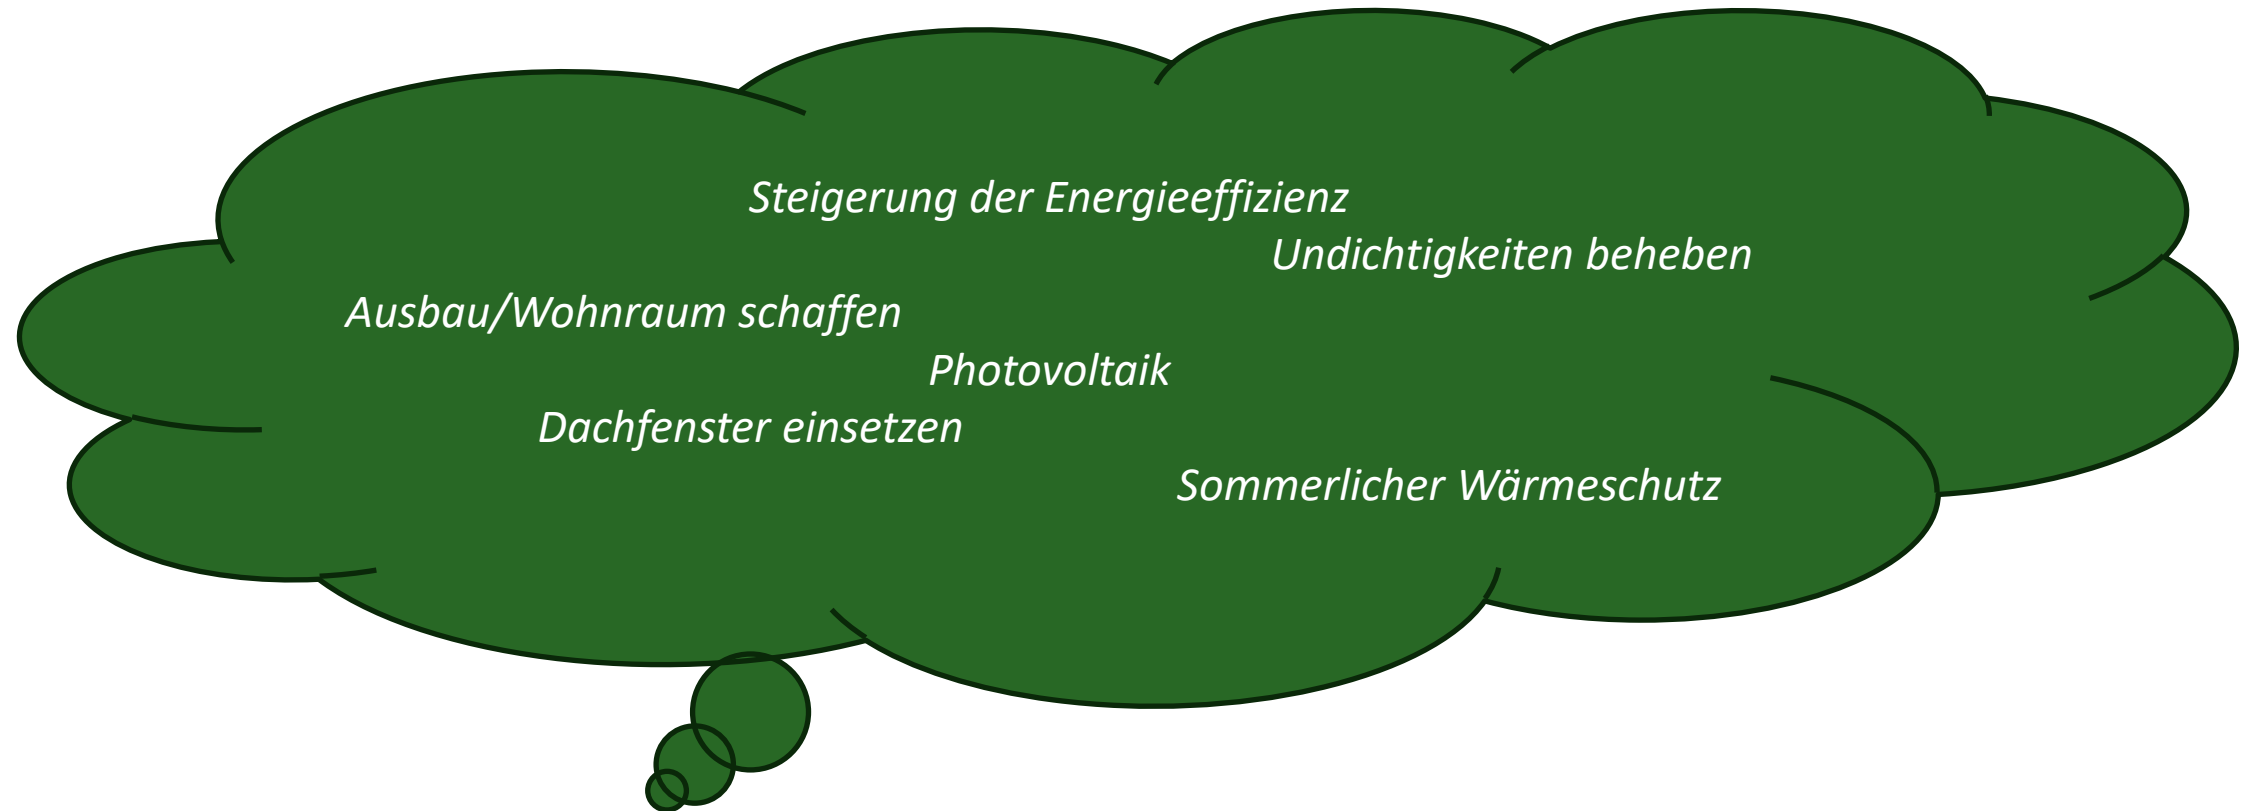 Steigerung der Energieeffizienz
Undichtigkeiten beheben
Ausbau/Wohnraum schaffen
Photovoltaik
Dachfenster einsetzen
Sommerlicher Wärmeschutz